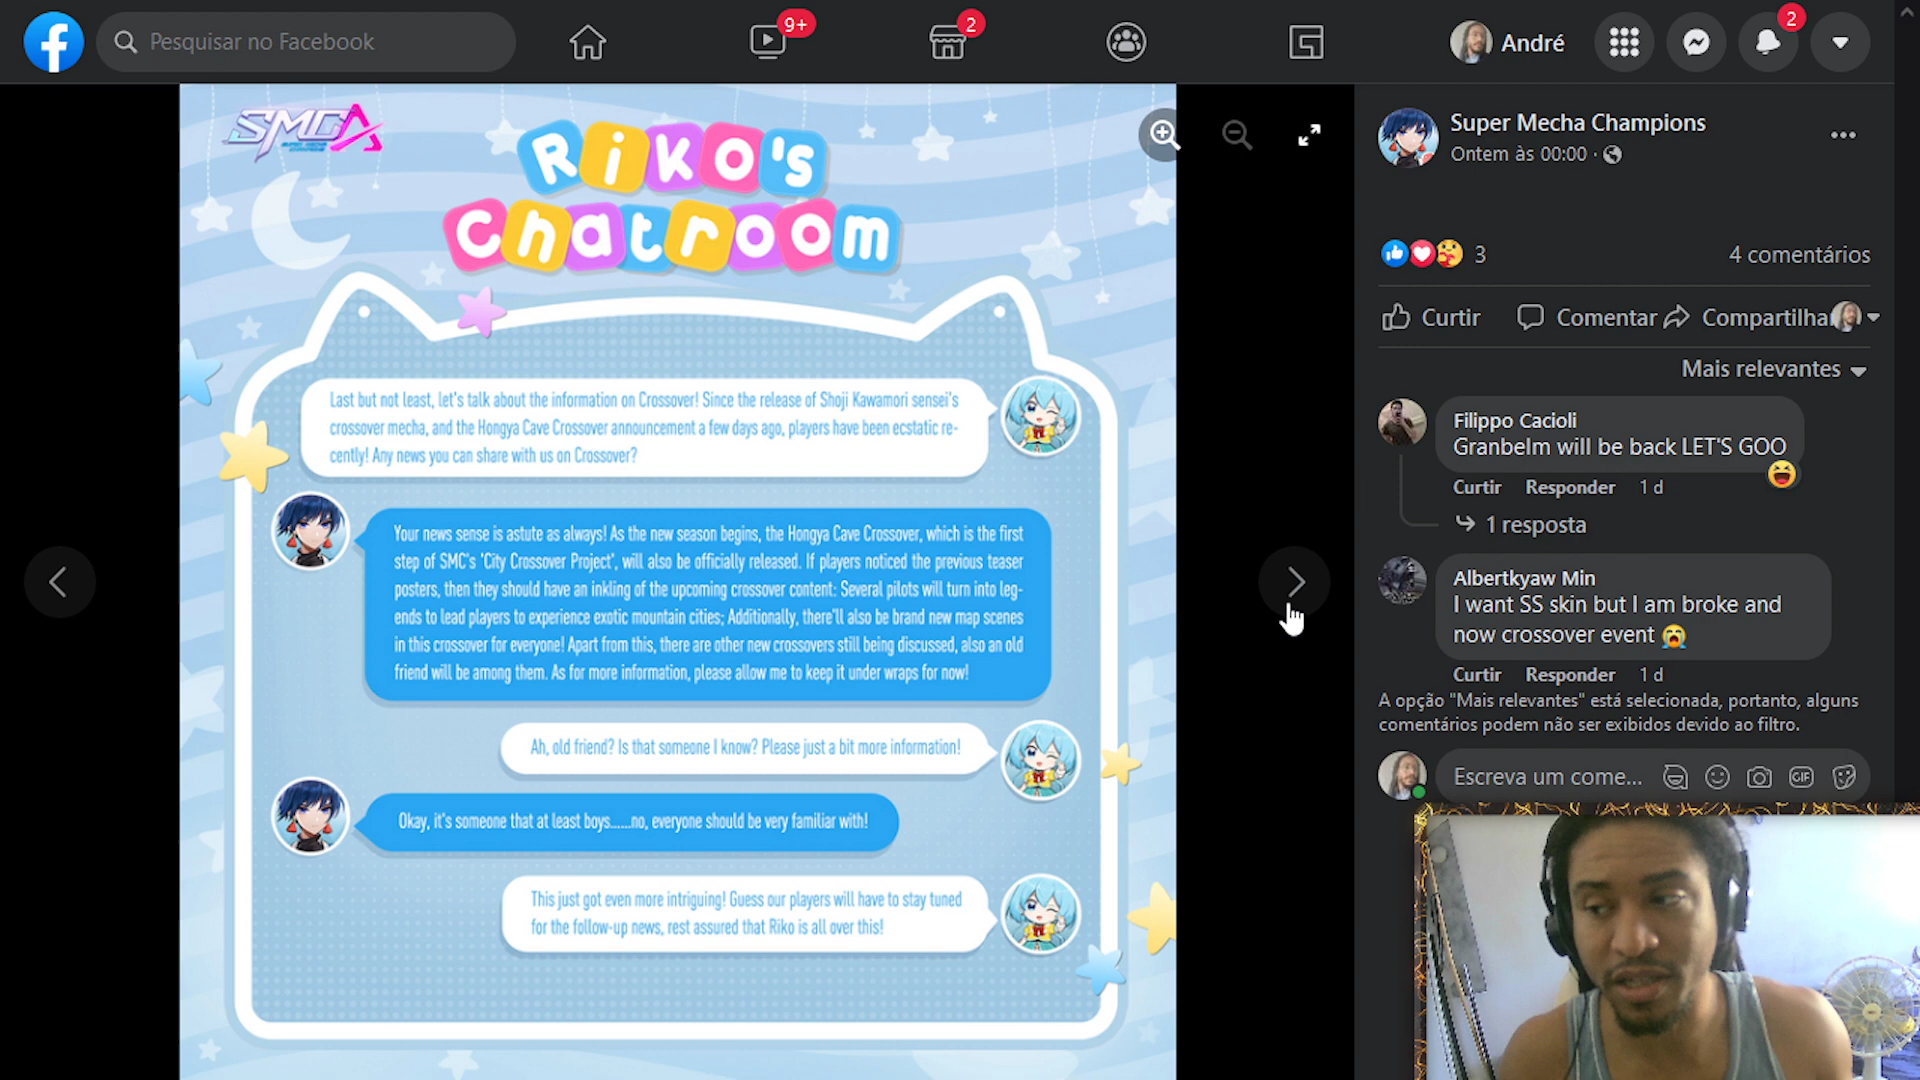 Pesquisar no Facebook
9+
2
André
2
SMC
Riko's
Chatroom
Last but not least, let's talk about the information on Crossover! Since the release of Shoji Kawamori sensei's
crossover mecha, and the Hongya Cave Crossover announcement a few days ago, players have been ecstatic re-
cently! Any news you can share with us on Crossover?
Your news sense is astute as always! As the new season begins, the Hongya Cave Crossover, which is the first
step of SMC's 'City Crossover Project', will also be officially released. If players noticed the previous teaser
posters, then they should have an inkling of the upcoming crossover content: Several pilots will turn into leg-
ends to lead players to experience exotic mountain cities; Additionally, there'll also be brand new map scenes
in this crossover for everyone! Apart from this, there are other new crossovers still being discussed, also an old
friend will be among them. As for more information, please allow me to keep it under wraps for now!
Ah, old friend? Is that someone I know? Please just a bit more information!
Okay, it's someone that at least boys......no, everyone should be very familiar with!
This just got even more intriguing! Guess our players will have to stay tuned
for the follow-up news, rest assured that Riko is all over this!
Super Mecha Champions
Ontem às 00:00 ·
3
4 comentários
Curtir
Comentar
Compartilhar
Mais relevantes
Filippo Cacioli
Granbelm will be back LET'S GOO
Curtir Responder 1 d
1 resposta
Albertkyaw Min
I want SS skin but I am broke and
now crossover event
Curtir Responder 1 d
A opção "Mais relevantes" está selecionada, portanto, alguns
comentários podem não ser exibidos devido ao filtro.
Escreva um come...
GIF